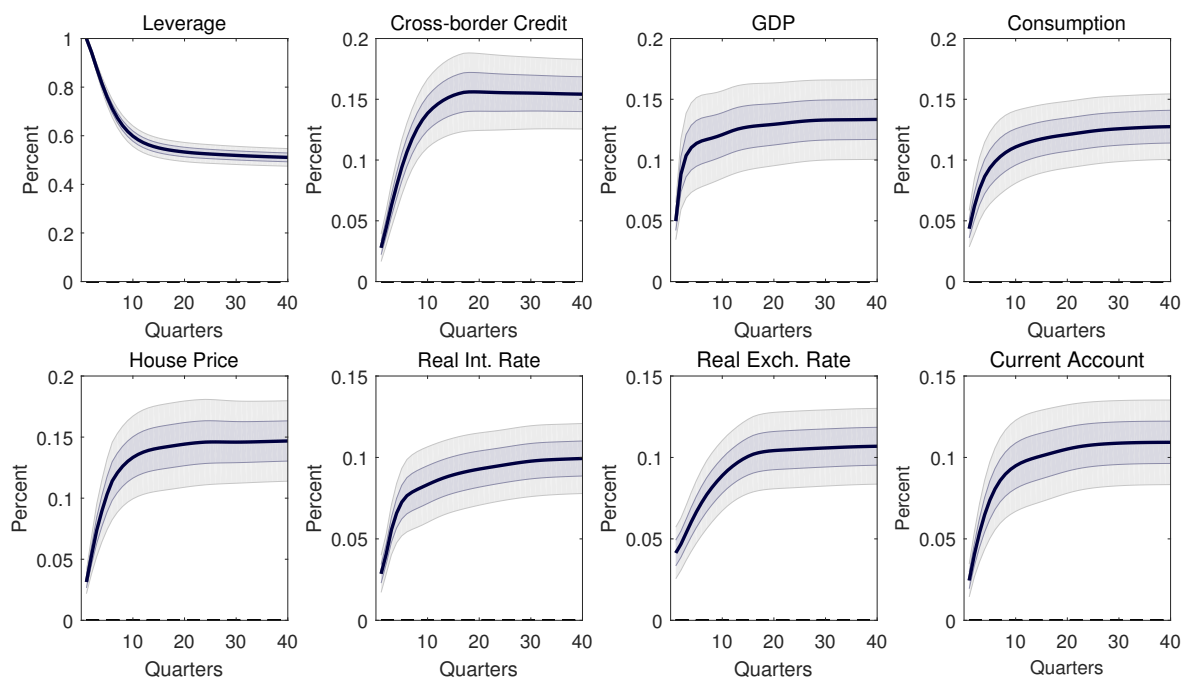 Leverage
Percent
1
0.8
0.6
0.4
0.2
0
10 20 30 40
Quarters
Cross-border Credit
Percent
0.2
0.15
0.1
0.05
0
10 20 30 40
Quarters
GDP
Percent
0.2
0.15
0.1
0.05
0
10 20 30 40
Quarters
Consumption
Percent
0.2
0.15
0.1
0.05
0
10 20 30 40
Quarters
House Price
Percent
0.2
0.15
0.1
0.05
0
10 20 30 40
Quarters
Real Int. Rate
Percent
0.15
0.1
0.05
0
10 20 30 40
Quarters
Real Exch. Rate
Percent
0.15
0.1
0.05
0
10 20 30 40
Quarters
Current Account
Percent
0.15
0.1
0.05
0
10 20 30 40
Quarters